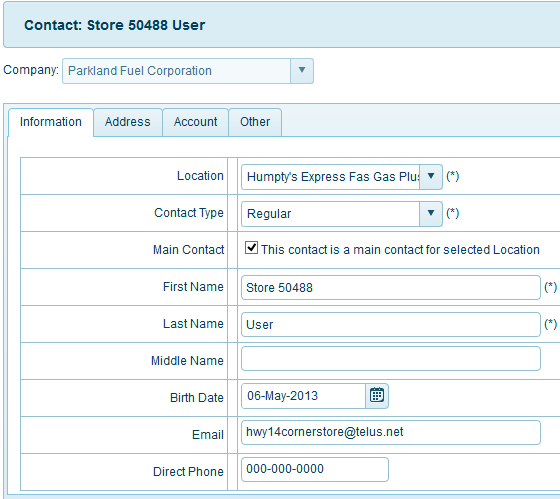 Contact: Store 50488 User
Company: Parkland Fuel Corporation
Information Address Account Other
Location Humpty's Express Fas Gas Plus (*)
Contact Type Regular (*)
Main Contact This contact is a main contact for selected Location
First Name Store 50488 (*)
Last Name User (*)
Middle Name
Birth Date 06-May-2013
Email hwy14cornerstore@telus.net
Direct Phone 000-000-0000